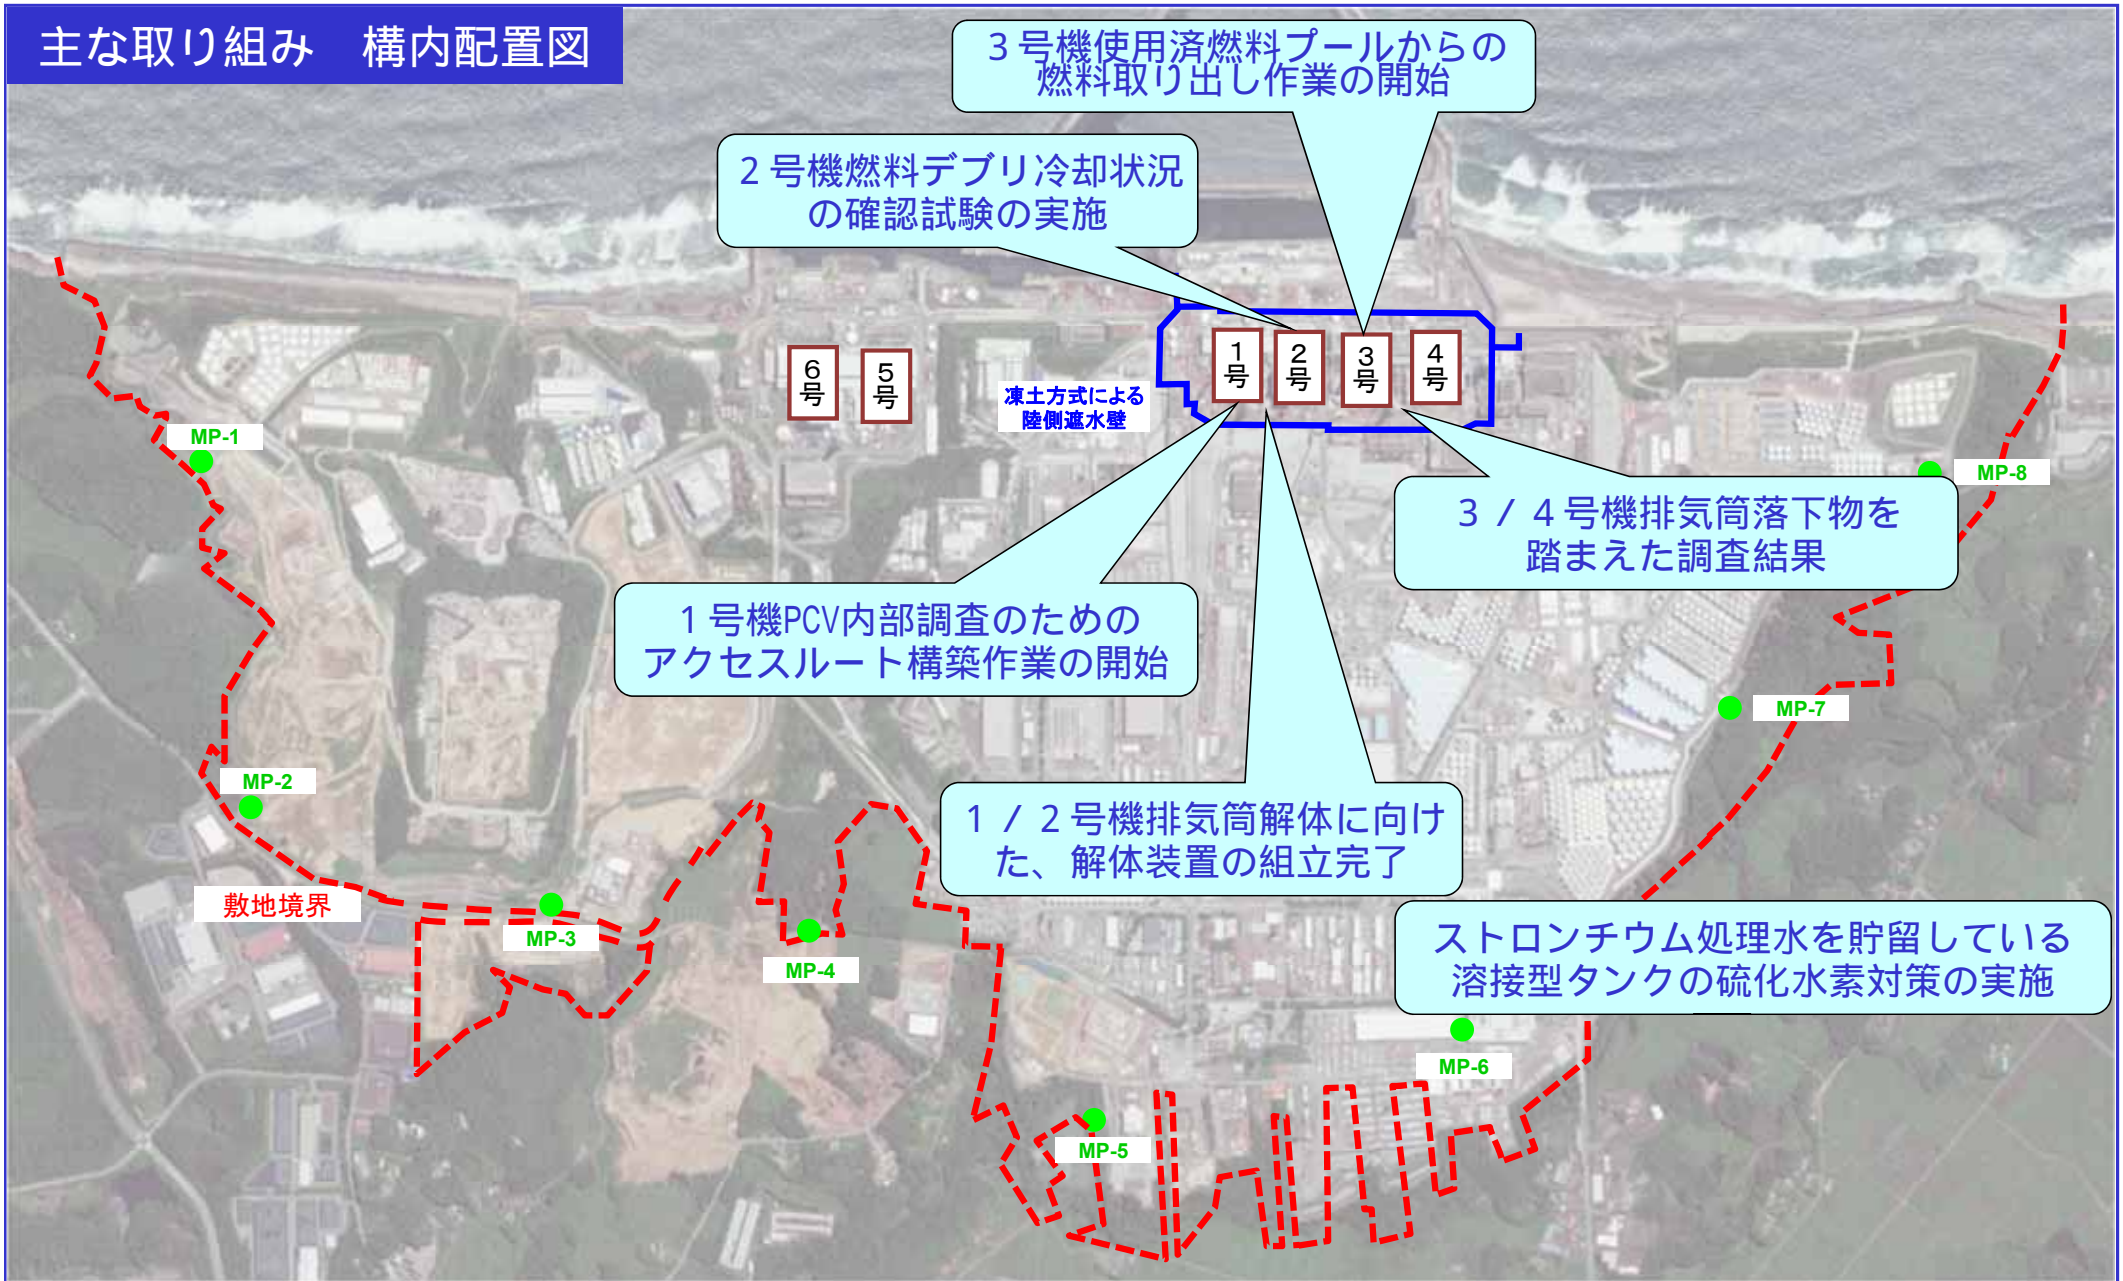 主な取り組み　構内配置図
３号機使用済燃料プールからの
燃料取り出し作業の開始
２号機燃料デブリ冷却状況
の確認試験の実施
6号
5号
1号
2号
3号
4号
凍土方式による
陸側遮水壁
MP-1
MP-8
３／４号機排気筒落下物を
踏まえた調査結果
１号機PCV内部調査のための
アクセスルート構築作業の開始
MP-7
MP-2
１／２号機排気筒解体に向け
た、解体装置の組立完了
敷地境界
MP-3
MP-4
ストロンチウム処理水を貯留している
溶接型タンクの硫化水素対策の実施
MP-6
MP-5